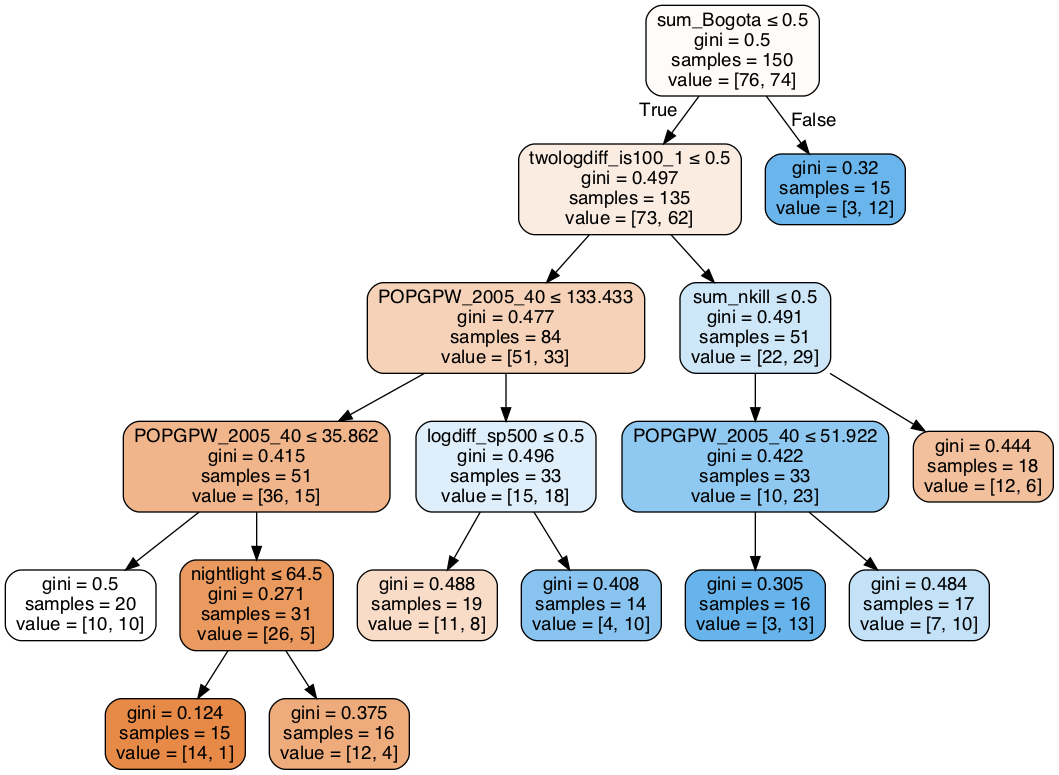 sum_Bogota ≤ 0.5
gini = 0.5
samples = 150
value = [76, 74]
True
False
twologdiff_is100_1 ≤ 0.5
gini = 0.497
samples = 135
value = [73, 62]
gini = 0.32
samples = 15
value = [3, 12]
POPGPW_2005_40 ≤ 133.433
gini = 0.477
samples = 84
value = [51, 33]
sum_nkill ≤ 0.5
gini = 0.491
samples = 51
value = [22, 29]
POPGPW_2005_40 ≤ 35.862
gini = 0.415
samples = 51
value = [36, 15]
logdiff_sp500 ≤ 0.5
gini = 0.496
samples = 33
value = [15, 18]
POPGPW_2005_40 ≤ 51.922
gini = 0.422
samples = 33
value = [10, 23]
gini = 0.444
samples = 18
value = [12, 6]
gini = 0.5
samples = 20
value = [10, 10]
nightlight ≤ 64.5
gini = 0.271
samples = 31
value = [26, 5]
gini = 0.488
samples = 19
value = [11, 8]
gini = 0.408
samples = 14
value = [4, 10]
gini = 0.305
samples = 16
value = [3, 13]
gini = 0.484
samples = 17
value = [7, 10]
gini = 0.124
samples = 15
value = [14, 1]
gini = 0.375
samples = 16
value = [12, 4]